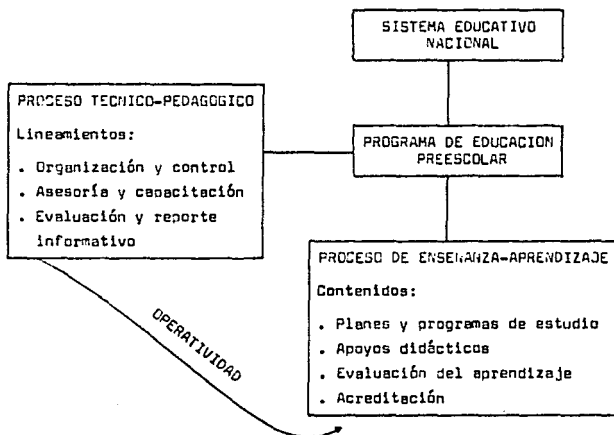 SISTEMA EDUCATIVO
NACIONAL
PROCESO TECNICO-PEDAGOGICO
Lineamientos:
. Organización y control
. Asesoría y capacitación
. Evaluación y reporte
informativo
PROGRAMA DE EDUCACION
PREESCOLAR
PROCESO DE ENSEÑANZA-APRENDIZAJE
Contenidos:
. Planes y programas de estudio
. Apoyos didácticos
. Evaluación del aprendizaje
. Acreditación
OPERATIVIDAD